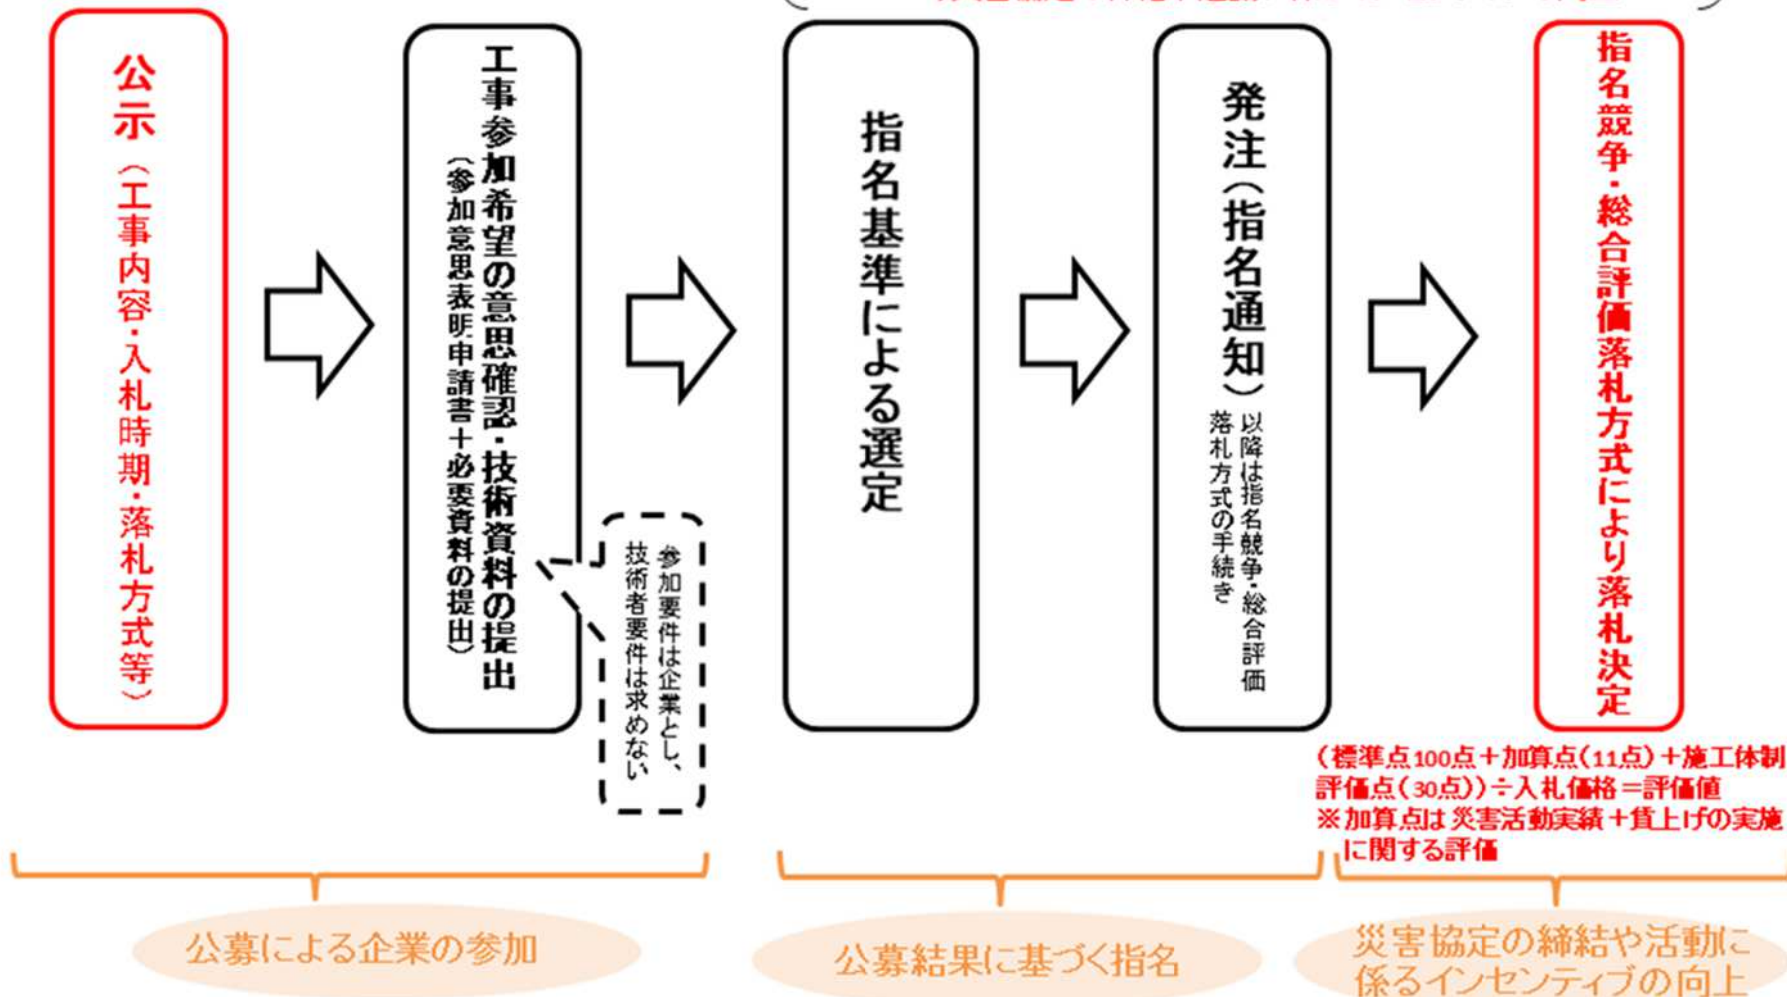 公示（工事内容・入札時期・落札方式等）
工事参加希望の意思確認・技術資料の提出
（参加意思表明申請書＋必要資料の提出）
参加要件は企業とし、
技術者要件は求めない
指名基準による選定
発注（指名通知）
以降は指名競争・総合評価
落札方式の手続き
指名競争・総合評価落札方式により落札決定
（標準点100点＋加算点（11点）＋施工体制
評価点（30点））÷入札価格＝評価値
※加算点は災害活動実績＋賃上げの実施
に関する評価
公募による企業の参加
公募結果に基づく指名
災害協定の締結や活動に
係るインセンティブの向上